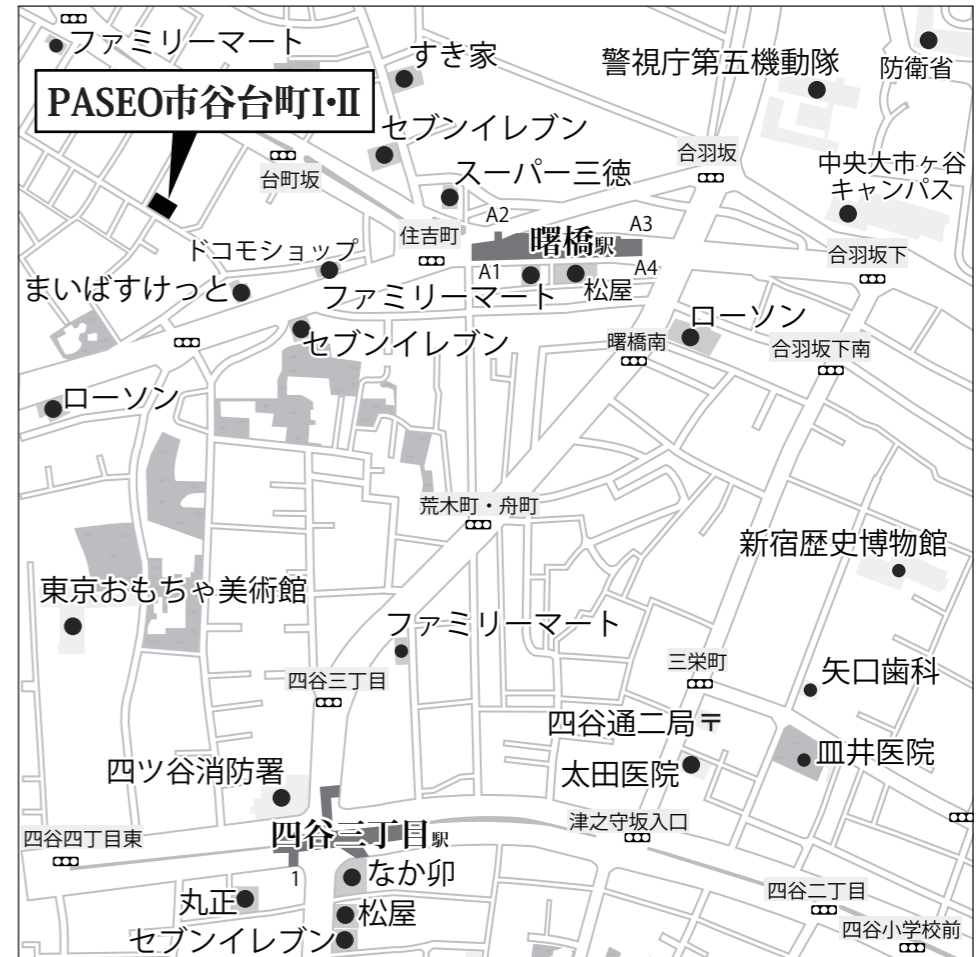 ファミリーマート
すき家
警視庁第五機動隊
防衛省
PASEO市谷台町I・II
セブンイレブン
台町坂
スーパー三徳
合羽坂
中央大市ヶ谷
キャンパス
A2
A3
住吉町
曙橋駅
ドコモショップ
A1
A4
合羽坂下
まいばすけっと
ファミリーマート
松屋
ローソン
セブンイレブン
曙橋南
合羽坂下南
ローソン
荒木町・舟町
新宿歴史博物館
東京おもちゃ美術館
ファミリーマート
三栄町
矢口歯科
四谷三丁目
四谷通二局〒
皿井医院
四ツ谷消防署
太田医院
四谷四丁目東
四谷三丁目駅
津之守坂入口
1
なか卯
四谷二丁目
丸正
松屋
四谷小学校前
セブンイレブン